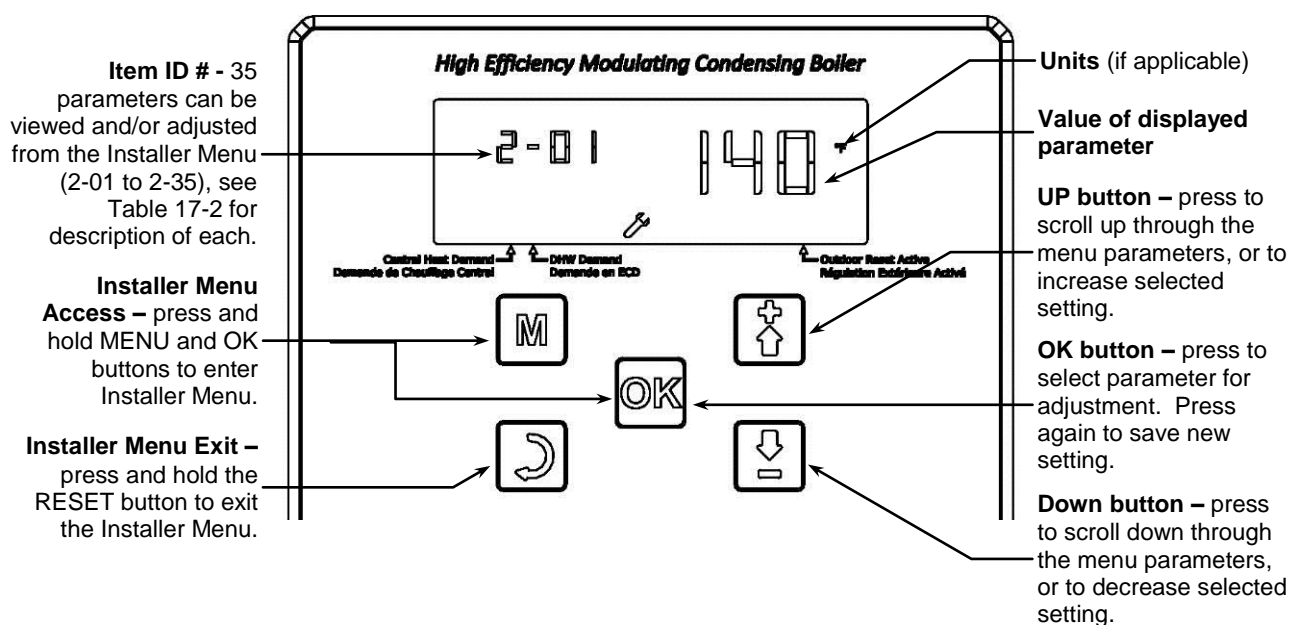 High Efficiency Modulating Condensing Boiler
Item ID # - 35
parameters can be
viewed and/or adjusted
from the Installer Menu
(2-01 to 2-35), see
Table 17-2 for
description of each.
Installer Menu
Access – press and
hold MENU and OK
buttons to enter
Installer Menu.
Installer Menu Exit –
press and hold the
RESET button to exit
the Installer Menu.
2-01
140 °F
Central Heat Demand
Demande de Chauffage Central
DHW Demand
Demande en ECD
Outdoor Reset Active
Régulation Extérieure Activé
M
OK
Units (if applicable)
Value of displayed
parameter
UP button – press to
scroll up through the
menu parameters, or to
increase selected
setting.
OK button – press to
select parameter for
adjustment. Press
again to save new
setting.
Down button – press
to scroll down through
the menu parameters,
or to decrease selected
setting.